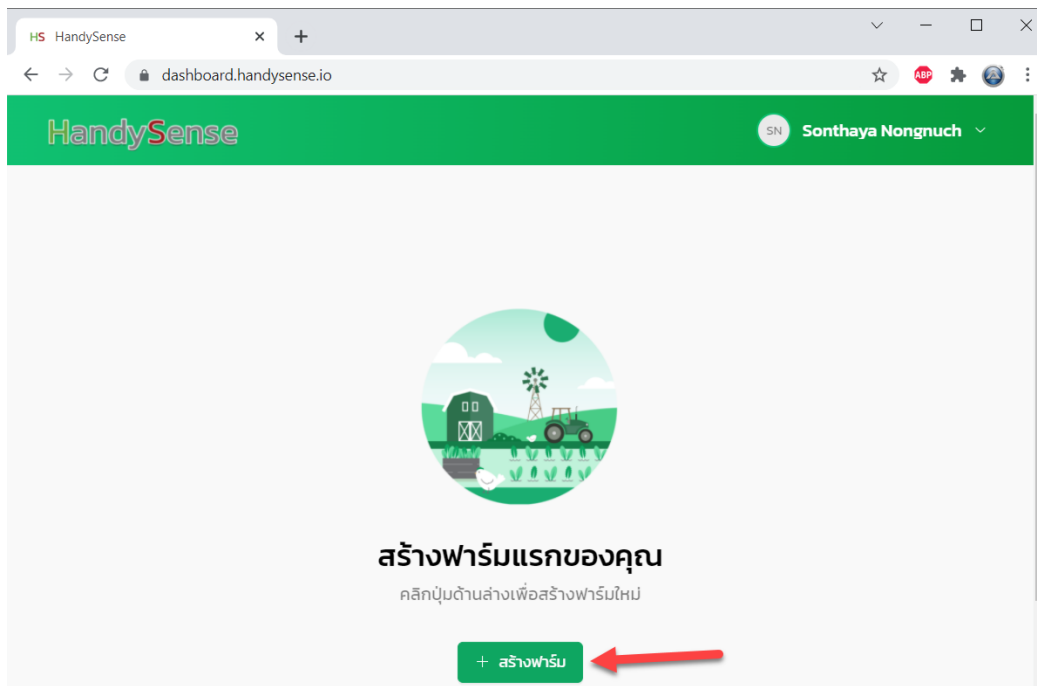 HS HandySense
dashboard.handysense.io
ABP
HandySense
SN Sonthaya Nongnuch
สร้างฟาร์มแรกของคุณ
คลิกปุ่มด้านล่างเพื่อสร้างฟาร์มใหม่
+ สร้างฟาร์ม